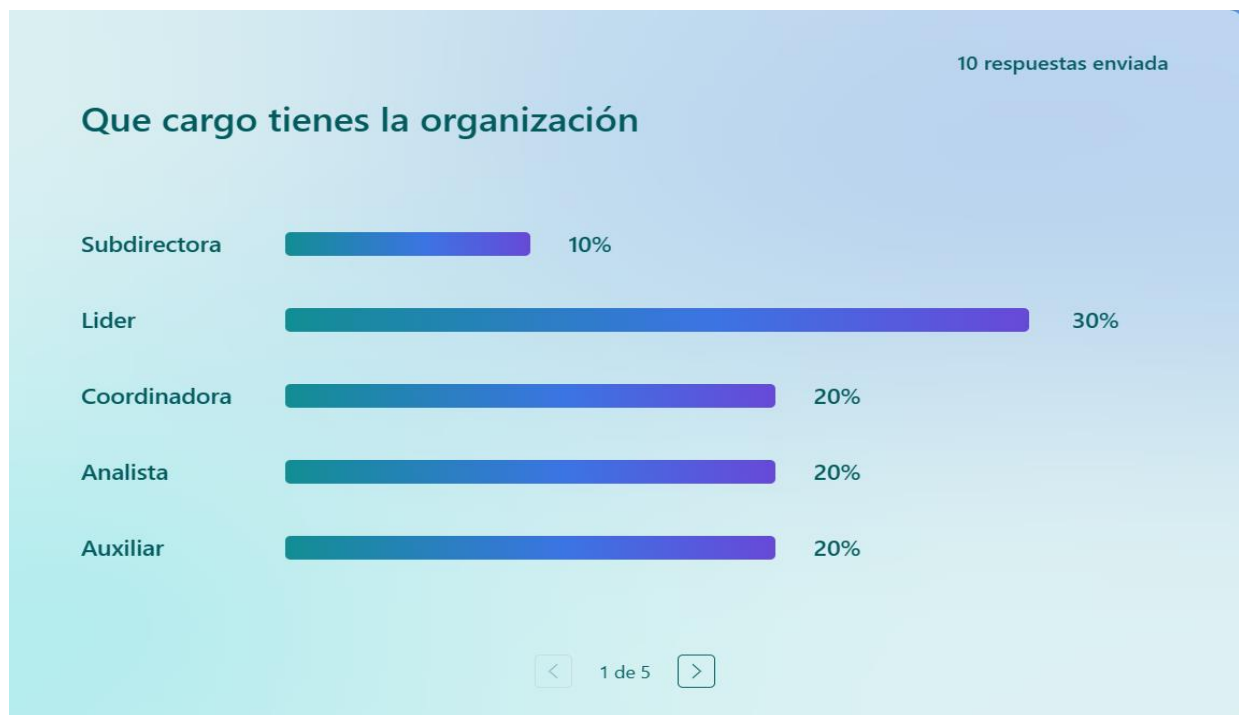 10 respuestas enviada
Que cargo tienes la organización
Subdirectora 10%
Lider 30%
Coordinadora 20%
Analista 20%
Auxiliar 20%
1 de 5